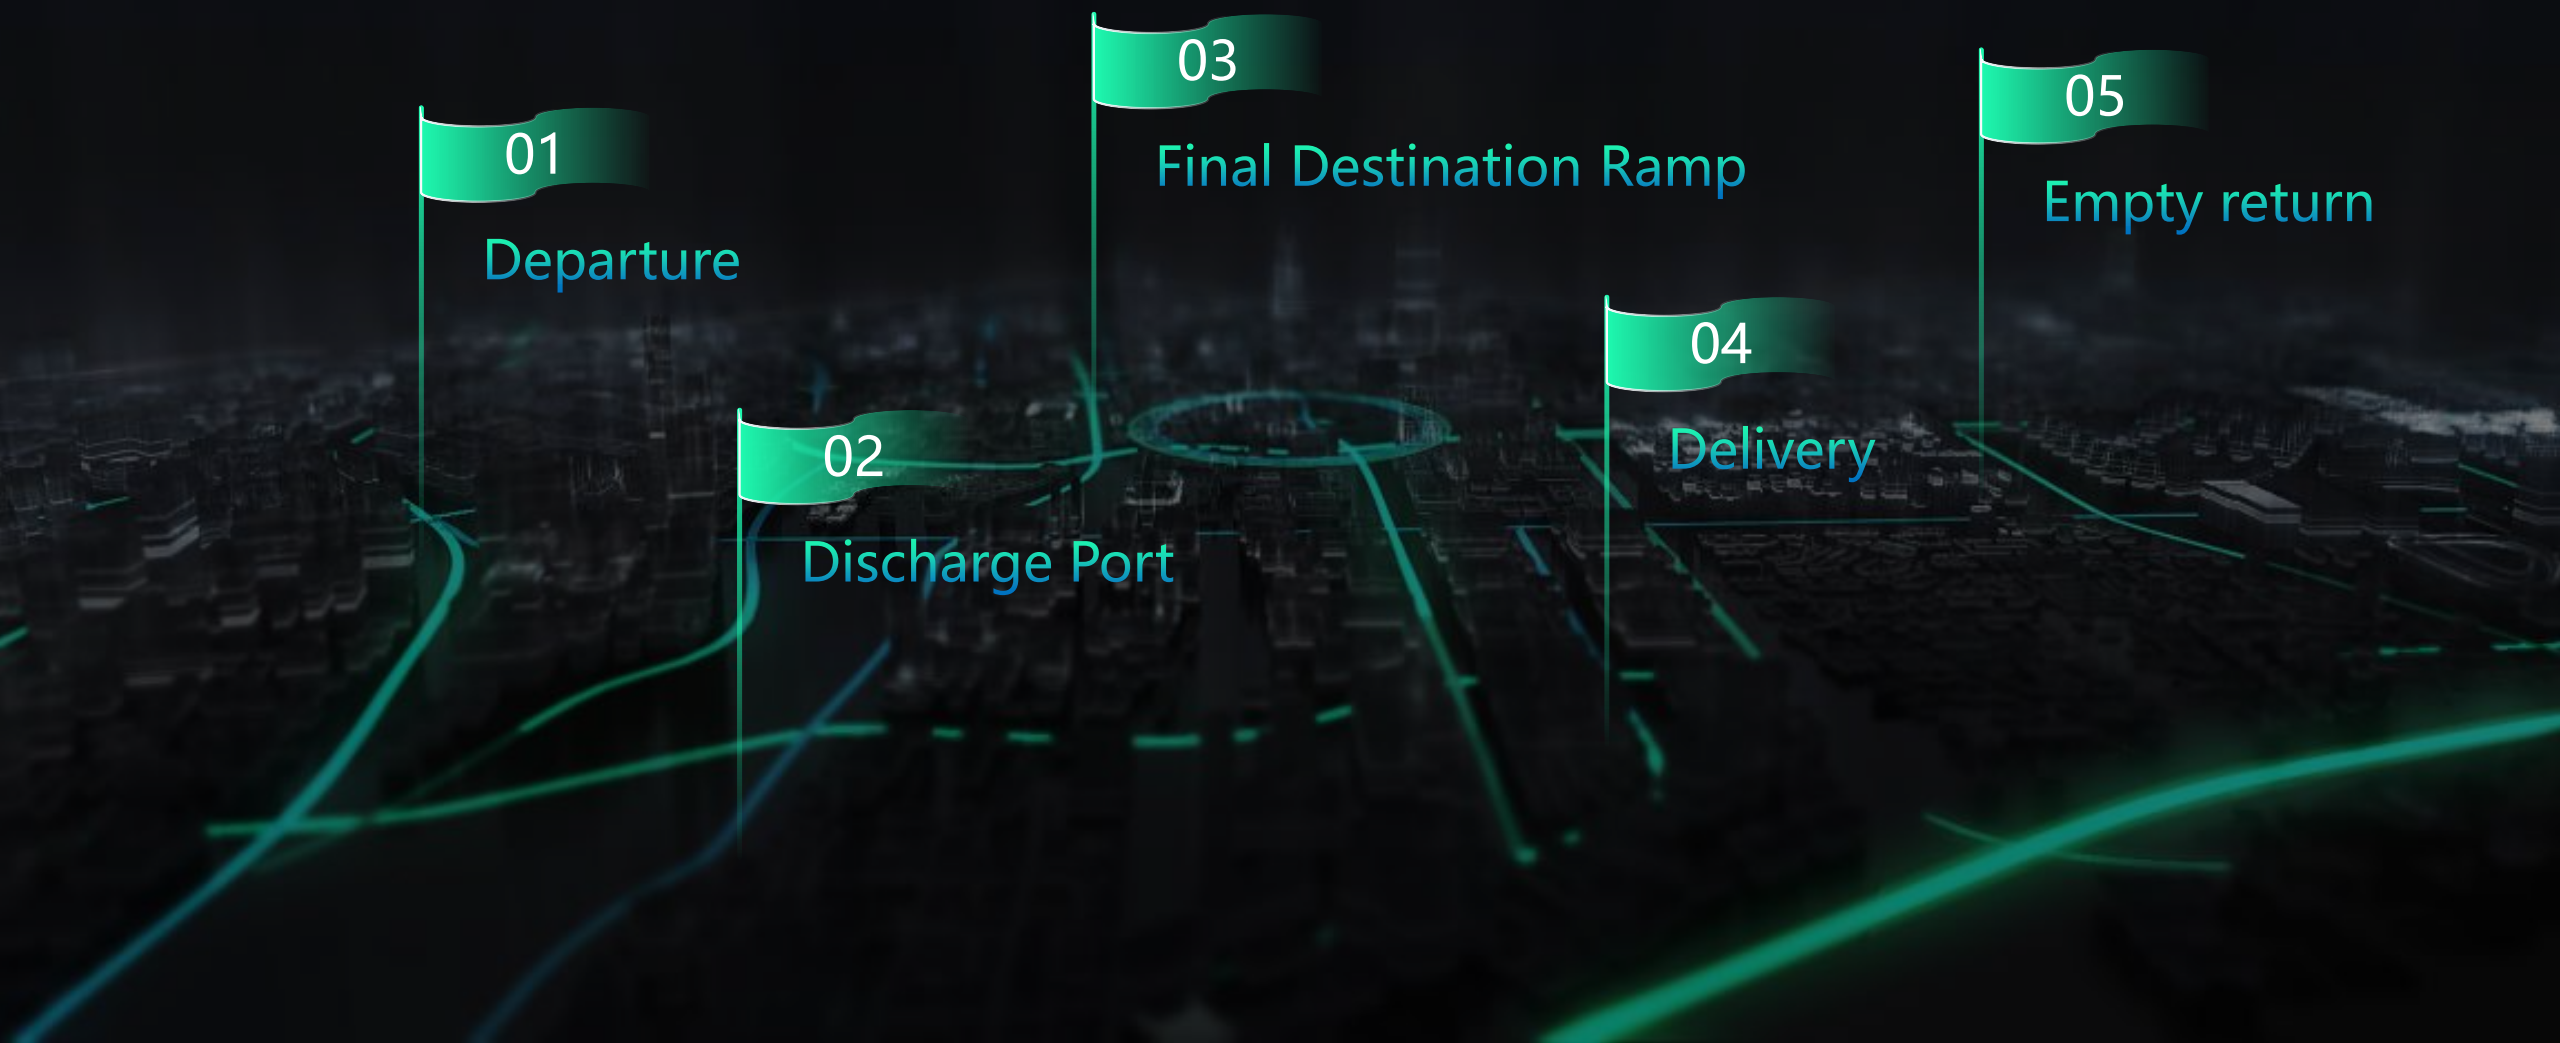 01
Departure
02
Discharge Port
03
Final Destination Ramp
04
Delivery
05
Empty return